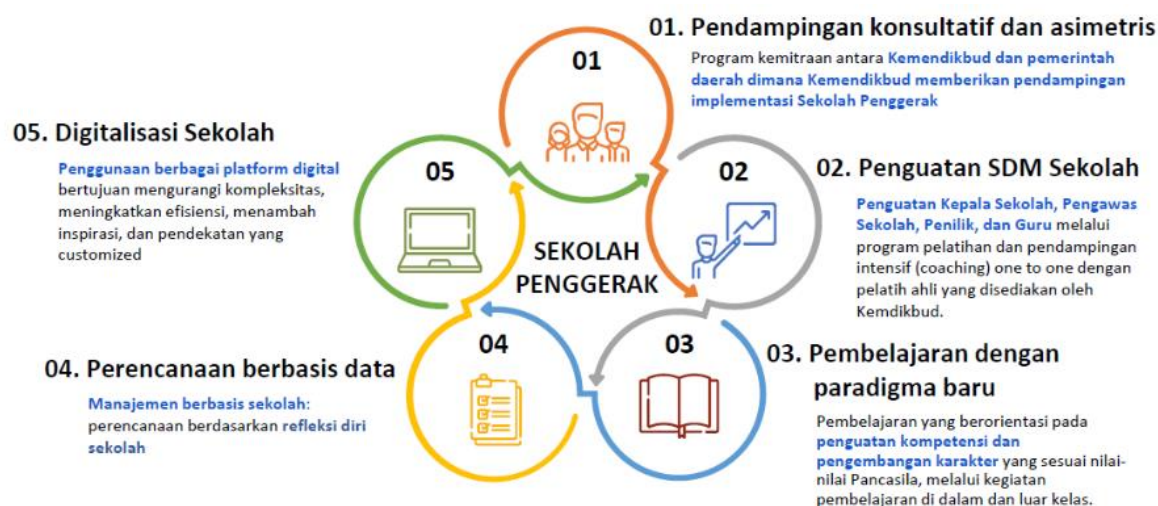 01. Pendampingan konsultatif dan asimetris
Program kemitraan antara Kemendikbud dan pemerintah
daerah dimana Kemendikbud memberikan pendampingan
implementasi Sekolah Penggerak
01
05. Digitalisasi Sekolah
Penggunaan berbagai platform digital
bertujuan mengurangi kompleksitas,
meningkatkan efisiensi, menambah
inspirasi, dan pendekatan yang
customized
05
02
02. Penguatan SDM Sekolah
Penguatan Kepala Sekolah, Pengawas
Sekolah, Penilik, dan Guru melalui
program pelatihan dan pendampingan
intensif (coaching) one to one dengan
pelatih ahli yang disediakan oleh
Kemdikbud.
SEKOLAH
PENGGERAK
04. Perencanaan berbasis data
Manajemen berbasis sekolah:
perencanaan berdasarkan refleksi diri
sekolah
04
03
03. Pembelajaran dengan
paradigma baru
Pembelajaran yang berorientasi pada
penguatan kompetensi dan
pengembangan karakter yang sesuai nilai-
nilai Pancasila, melalui kegiatan
pembelajaran di dalam dan luar kelas.